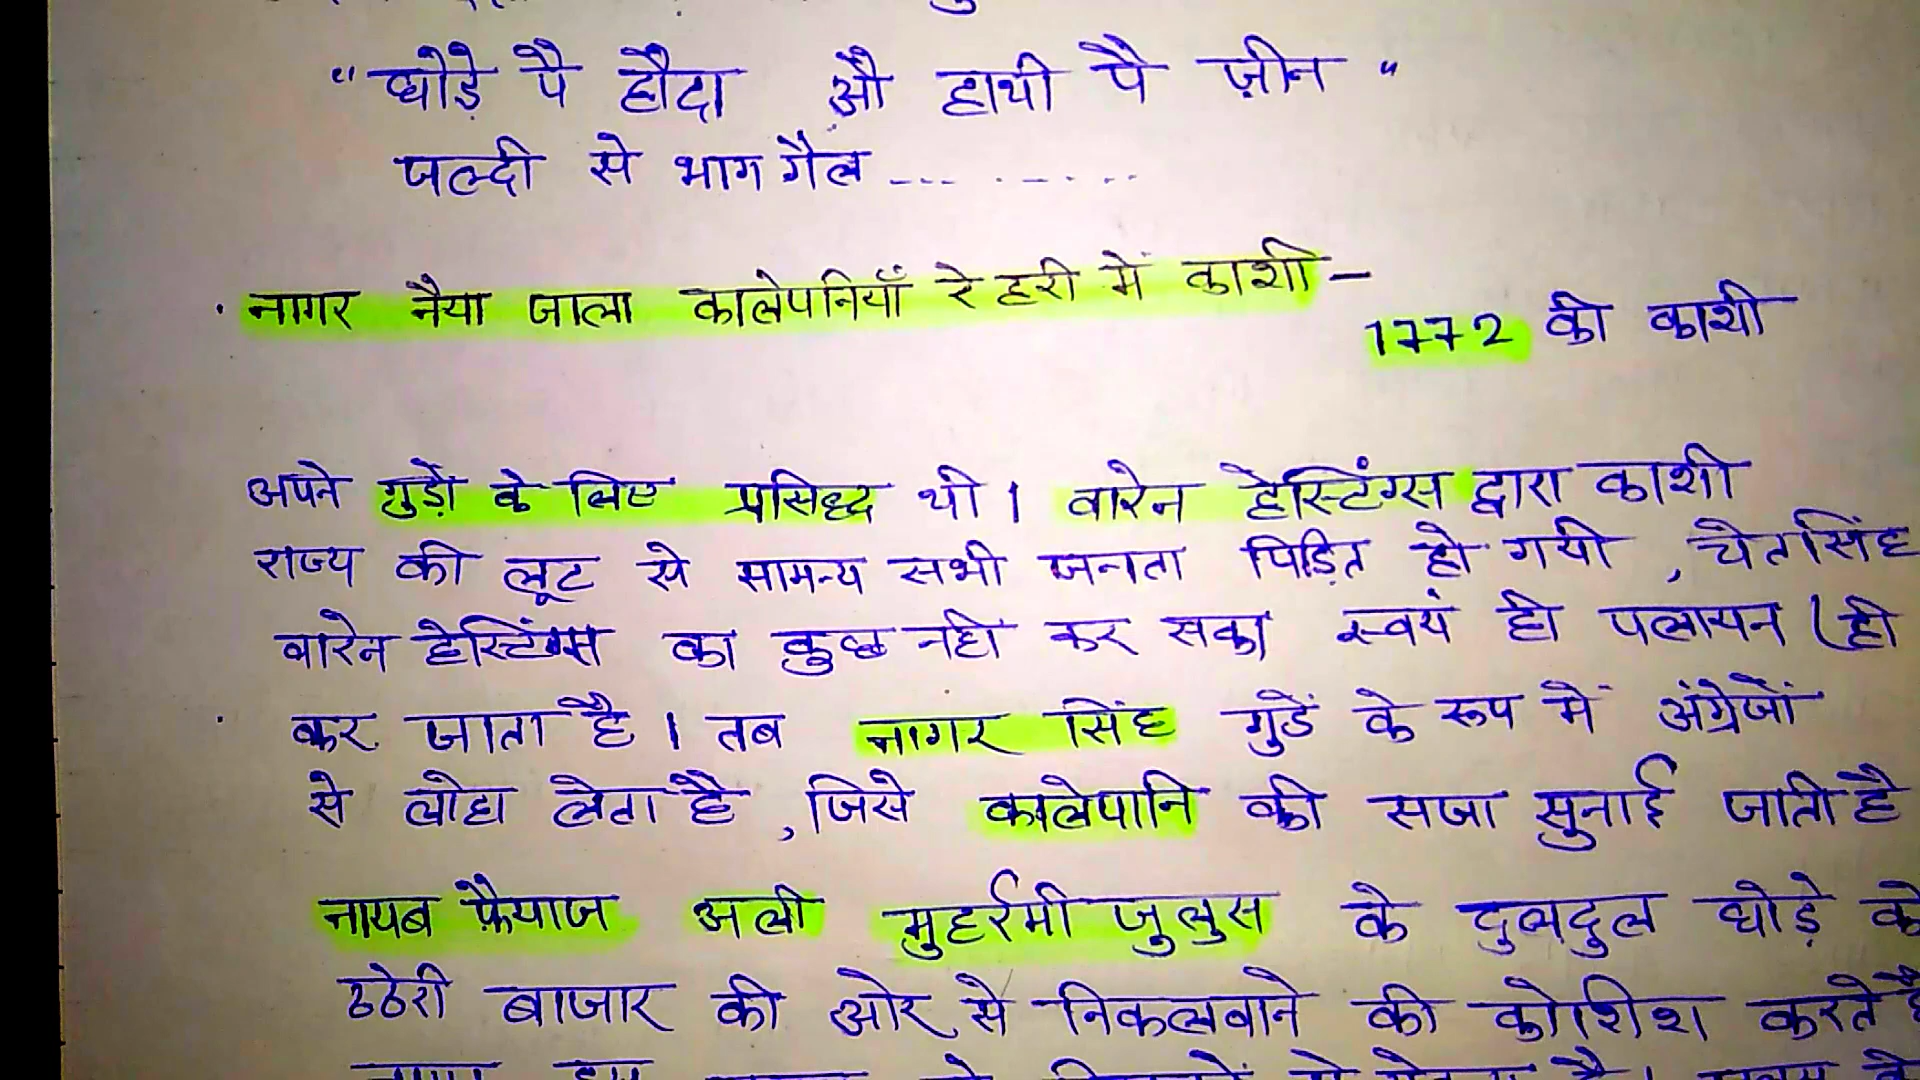 “घोड़े पै हौदा औ हाथी पै ज़ीन”
जल्दी से भाग गैल ... . - . . .
· नागर नैया जाला कालेपनियाँ रे हरी में काशी –
1772 की काशी
अपने गुड़ों के लिए प्रसिद्ध थी । वारेन हेस्टिंग्स द्वारा काशी
राज्य की लूट से सामन्य सभी जनता पिड़ित हो गयी , चेतसिंह
वारेन हेस्टिंग्स का कुछ नही कर सका स्वयं ही पलायन (हो
· कर जाता है । तब नागर सिंह गुडें के रूप में अंग्रेजों
से लोहा लेता है , जिसे कालेपानि की सजा सुनाई जाती है
नायब फ़ैयाज अली मुहर्रमी जुलुस के दुलदुल घोड़े को
ठठेरी बाजार की ओर से निकलवाने की कोशिश करते है